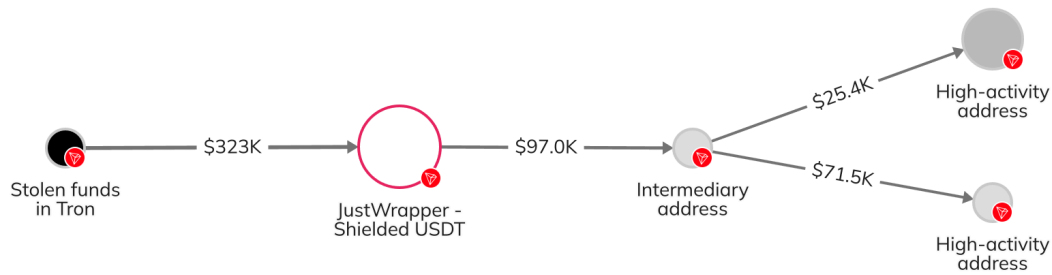 $323K
Stolen funds
in Tron
JustWrapper -
Shielded USDT
$97.0K
Intermediary
address
$25.4K
High-activity
address
$71.5K
High-activity
address